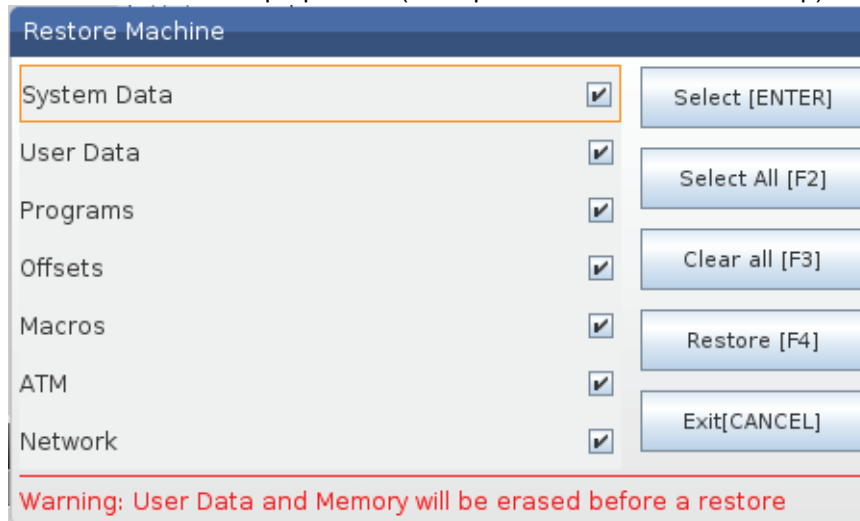 Restore Machine
System Data
Select [ENTER]
User Data
Select All [F2]
Programs
Clear all [F3]
Offsets
Macros
Restore [F4]
ATM
Exit[CANCEL]
Network
Warning: User Data and Memory will be erased before a restore